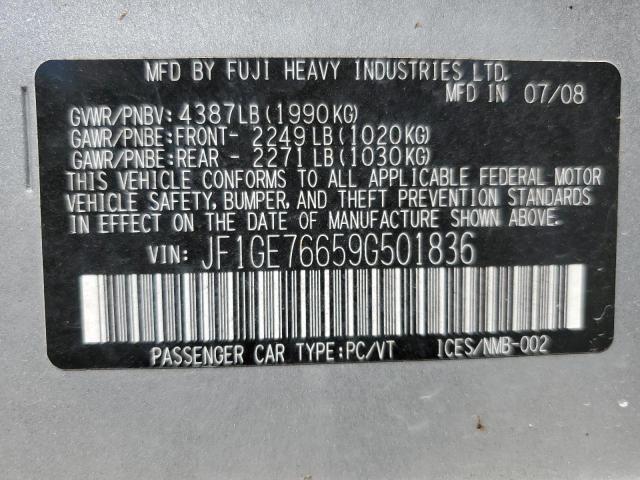 MFD BY FUJI HEAVY INDUSTRIES LTD.
MFD IN 07/08
GVWR/PNBV: 4387LB(1990KG)
GAWR/PNBE:FRONT- 2249LB(1020KG)
GAWR/PNBE:REAR - 2271LB(1030KG)
THIS VEHICLE CONFORMS TO ALL APPLICABLE FEDERAL MOTOR
VEHICLE SAFETY, BUMPER, AND THEFT PREVENTION STANDARDS
IN EFFECT ON THE DATE OF MANUFACTURE SHOWN ABOVE.
VIN: JF1GE76659G501836
PASSENGER CAR TYPE:PC/VT ICES/NMB-002